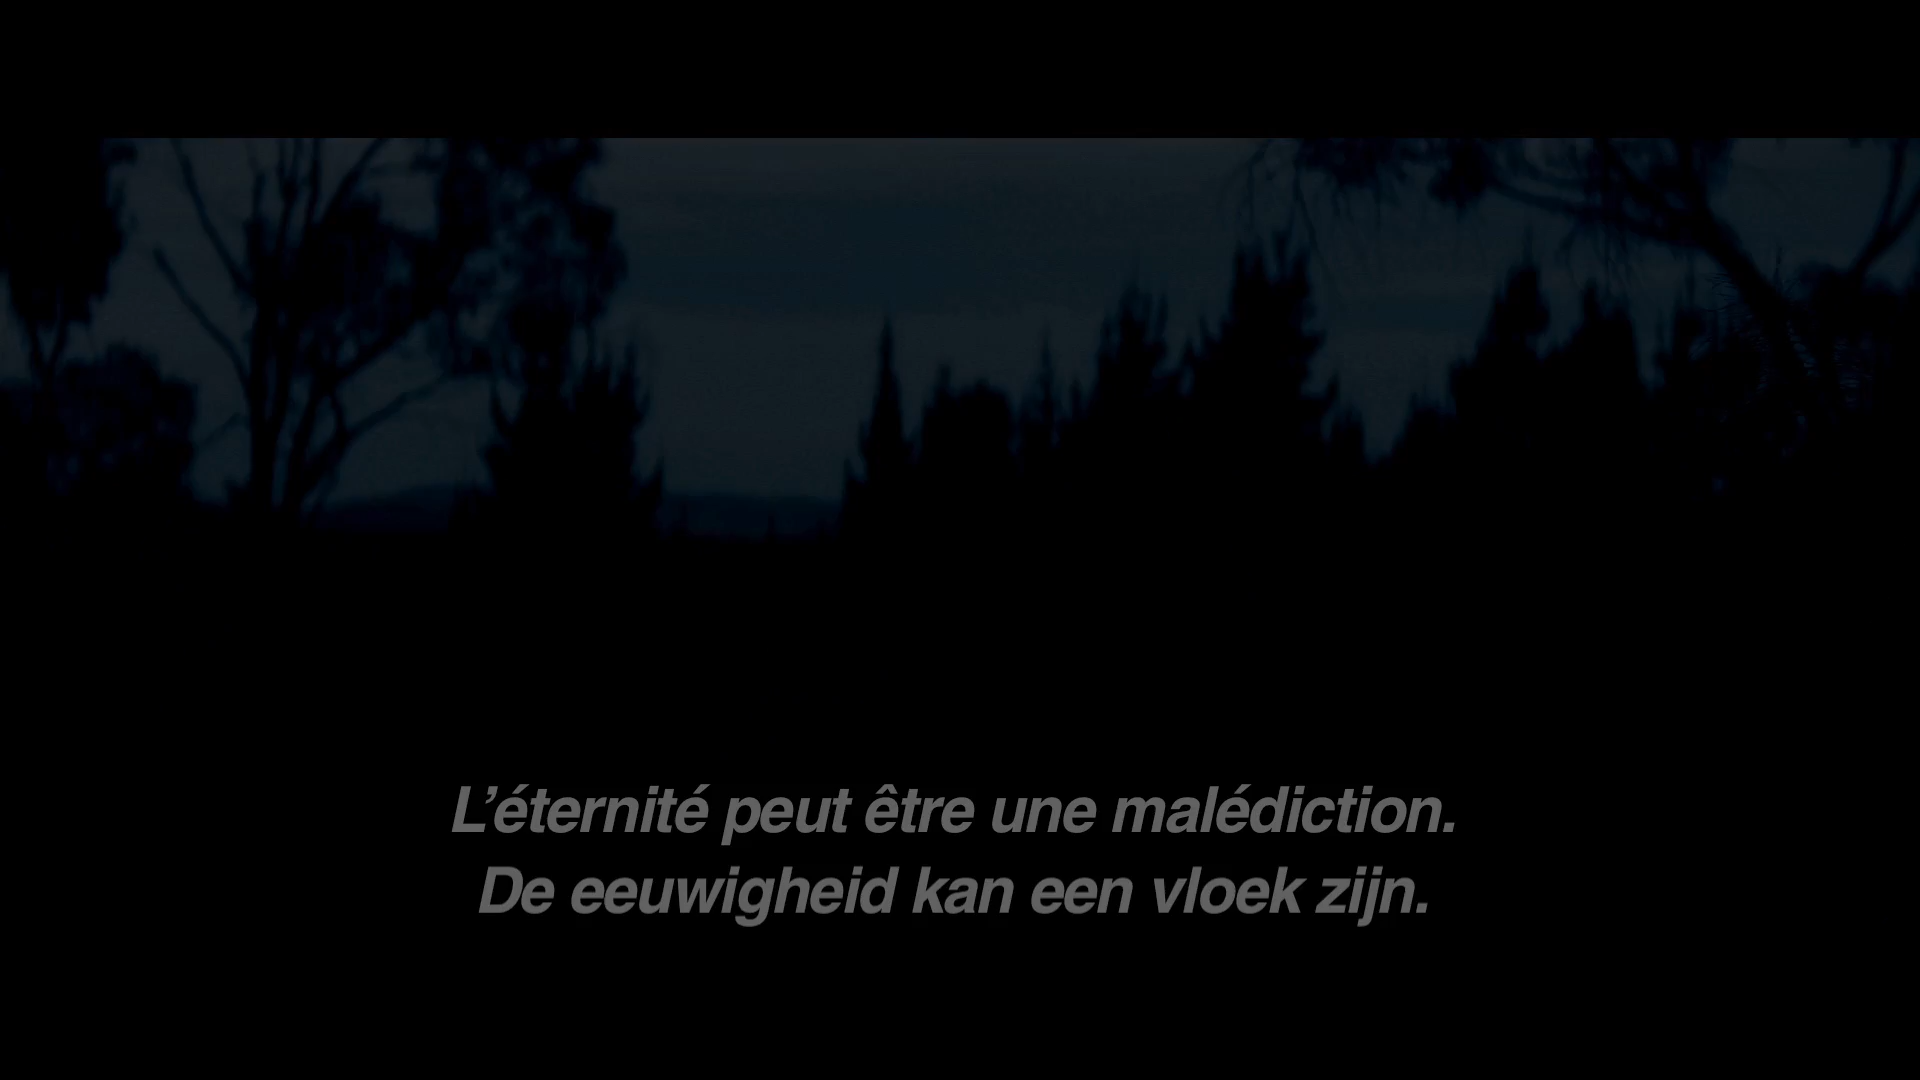 L’éternité peut être une malédiction.
De eeuwigheid kan een vloek zijn.